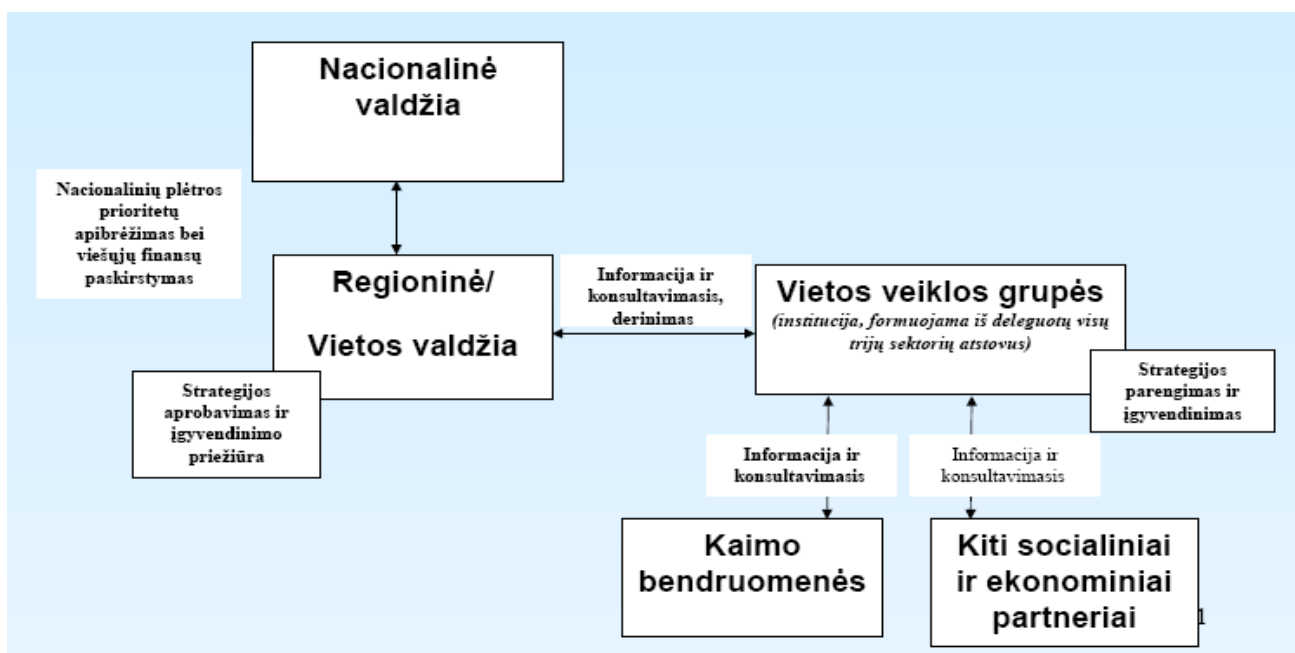 Nacionalinė
valdžia
Nacionalinių plėtros
prioritetų
apibrėžimas bei
viešųjų finansų
paskirstymas
Regioninė/
Vietos valdžia
Strategijos
aprobavimas ir
įgyvendinimo
priežiūra
Informacija ir
konsultavimasis,
derinimas
Vietos veiklos grupės
(institucija, formuojama iš deleguotų visų
trijų sektorių atstovus)
Strategijos
parengimas ir
įgyvendinimas
Informacija ir
konsultavimasis
Informacija ir
konsultavimasis
Kaimo
bendruomenės
Kiti socialiniai
ir ekonominiai
partneriai
1